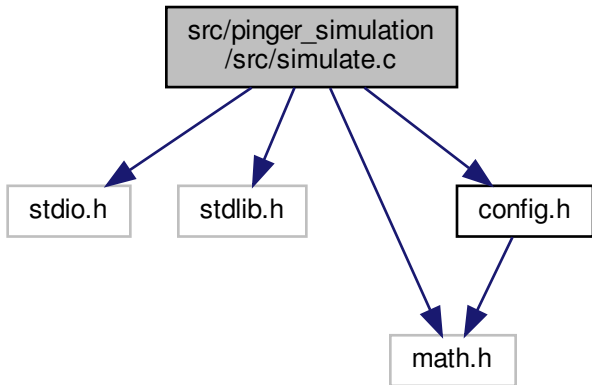 src/pinger_simulation
/src/simulate.c
stdio.h
stdlib.h
config.h
math.h